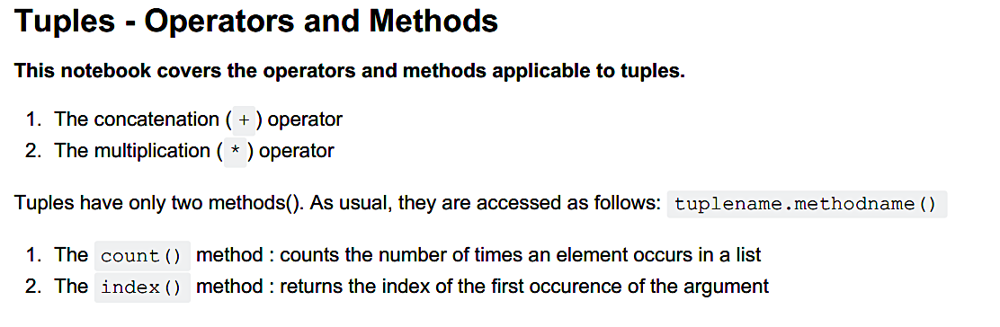 Tuples - Operators and Methods
This notebook covers the operators and methods applicable to tuples.
1. The concatenation ( + ) operator
2. The multiplication ( * ) operator
Tuples have only two methods(). As usual, they are accessed as follows: tuplename.methodname()
1. The count() method : counts the number of times an element occurs in a list
2. The index() method : returns the index of the first occurence of the argument